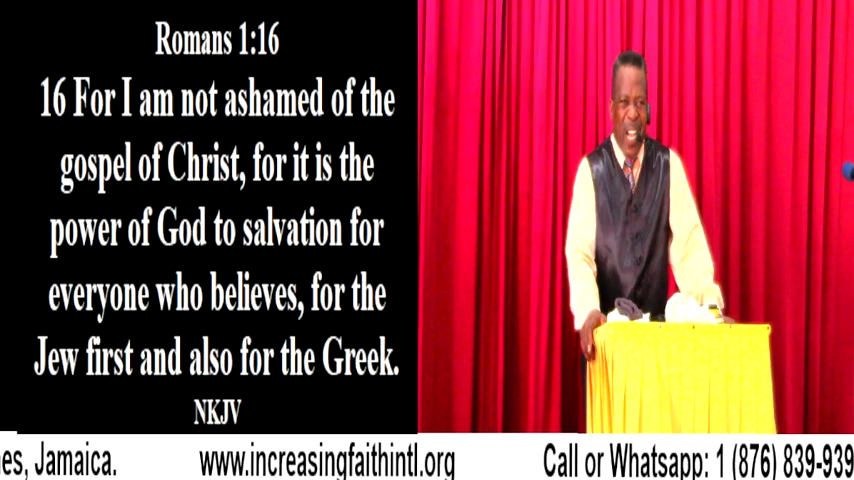 Romans 1:16
16 For I am not ashamed of the
gospel of Christ, for it is the
power of God to salvation for
everyone who believes, for the
Jew first and also for the Greek.
NKJV
es, Jamaica. www.increasingfaithintl.org Call or Whatsapp: 1 (876) 839-939